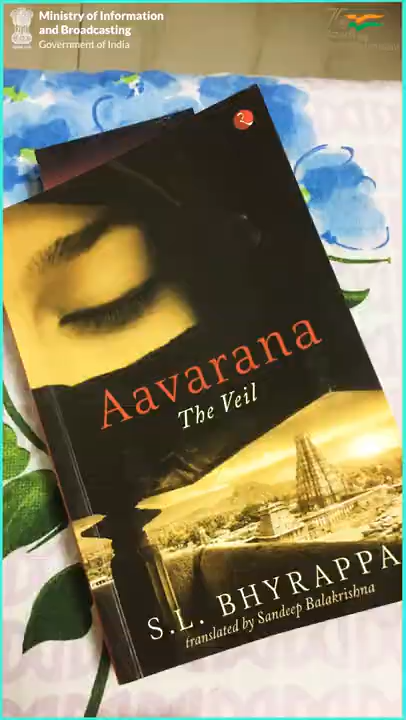 Ministry of Information
and Broadcasting
Government of India
Aavarana
The Veil
S.L. BHYRAPPA
translated by Sandeep Balakrishna